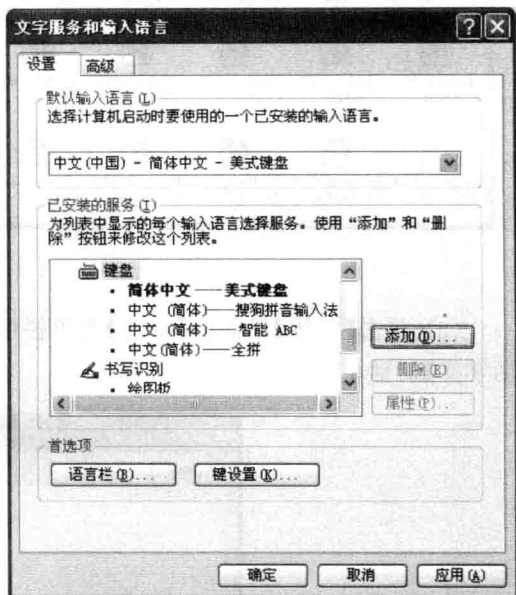 文字服务和输入语言
设置 高级
默认输入语言(L)
选择计算机启动时要使用的一个已安装的输入语言。
中文(中国) - 简体中文 - 美式键盘
已安装的服务(I)
为列表中显示的每个输入语言选择服务。使用“添加”和“删
除”按钮来修改这个列表。
键盘
· 简体中文——美式键盘
· 中文 (简体)——搜狗拼音输入法
· 中文 (简体)——智能 ABC
· 中文(简体)——全拼
书写识别
· 绘图板
添加(D)...
删除(R)
属性(P)...
首选项
语言栏(B)...
键设置(K)...
确定 取消 应用(A)